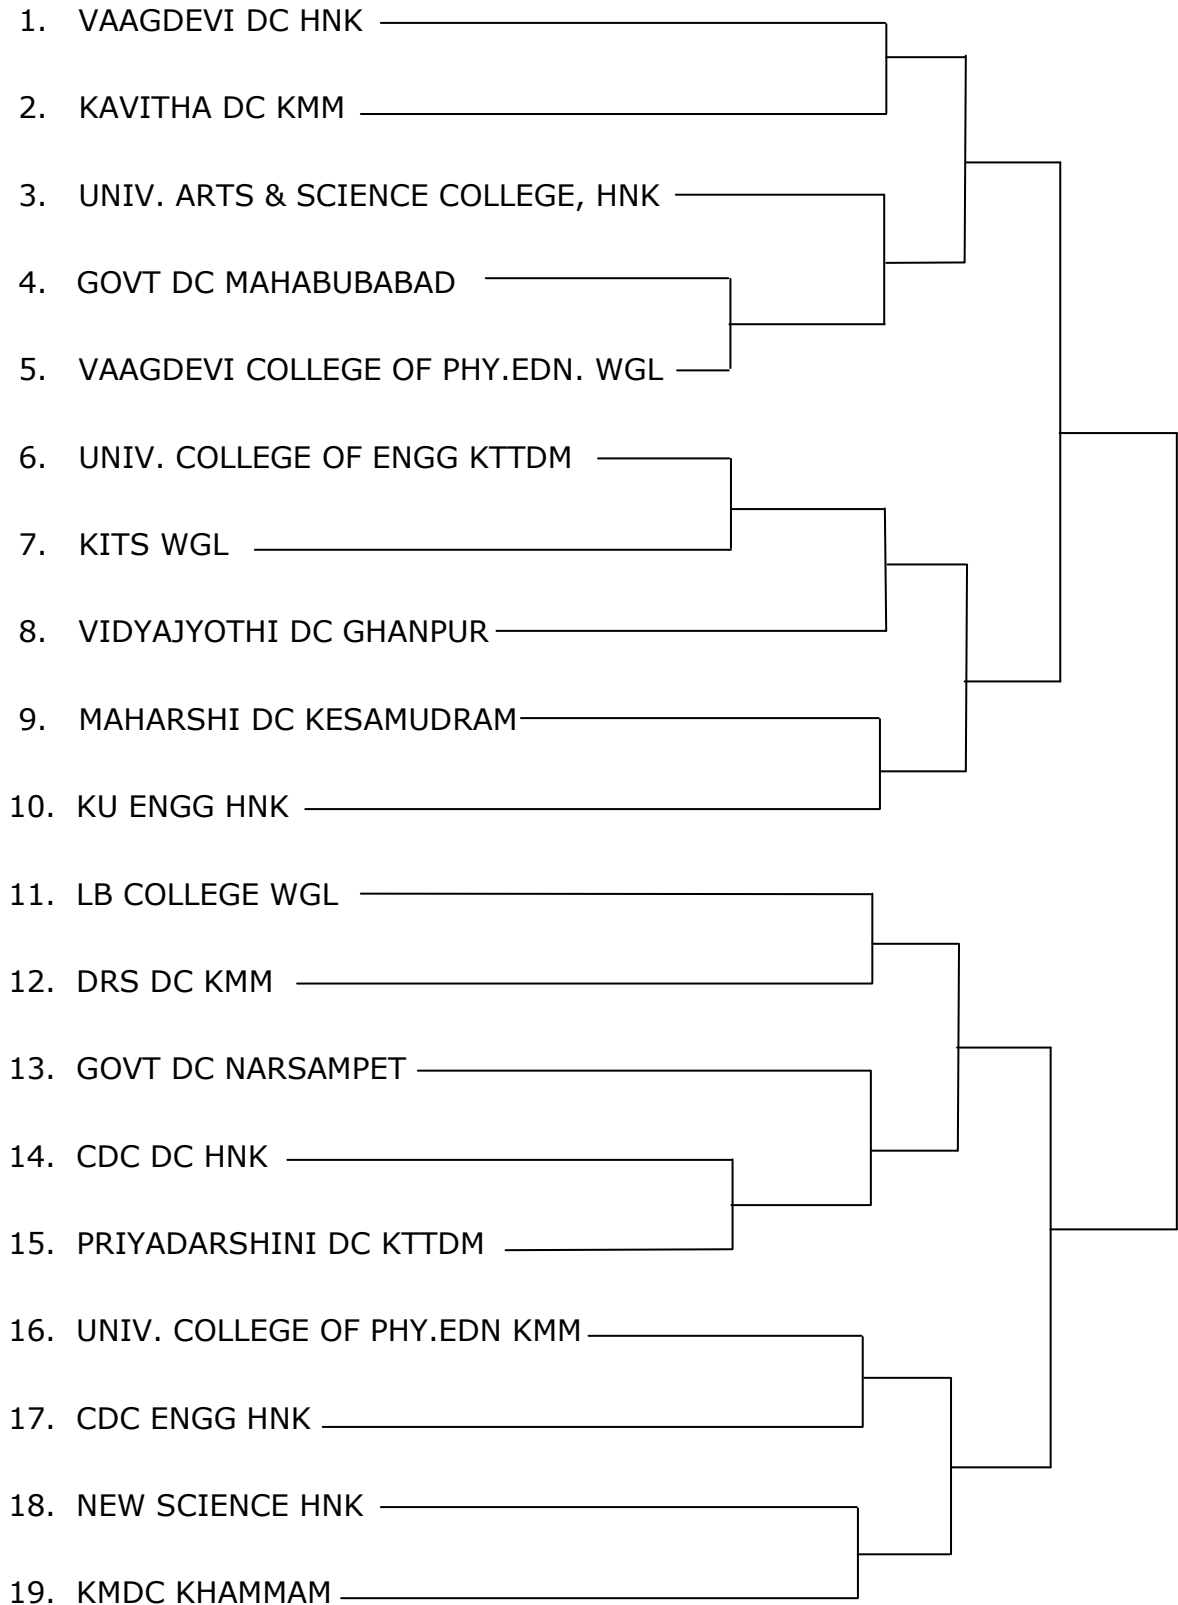 1. VAAGDEVI DC HNK
2. KAVITHA DC KMM
3. UNIV. ARTS & SCIENCE COLLEGE, HNK
4. GOVT DC MAHABUBABAD
5. VAAGDEVI COLLEGE OF PHY.EDN. WGL
6. UNIV. COLLEGE OF ENGG KTTDM
7. KITS WGL
8. VIDYAJYOTHI DC GHANPUR
9. MAHARSHI DC KESAMUDRAM
10. KU ENGG HNK
11. LB COLLEGE WGL
12. DRS DC KMM
13. GOVT DC NARSAMPET
14. CDC DC HNK
15. PRIYADARSHINI DC KTTDM
16. UNIV. COLLEGE OF PHY.EDN KMM
17. CDC ENGG HNK
18. NEW SCIENCE HNK
19. KMDC KHAMMAM